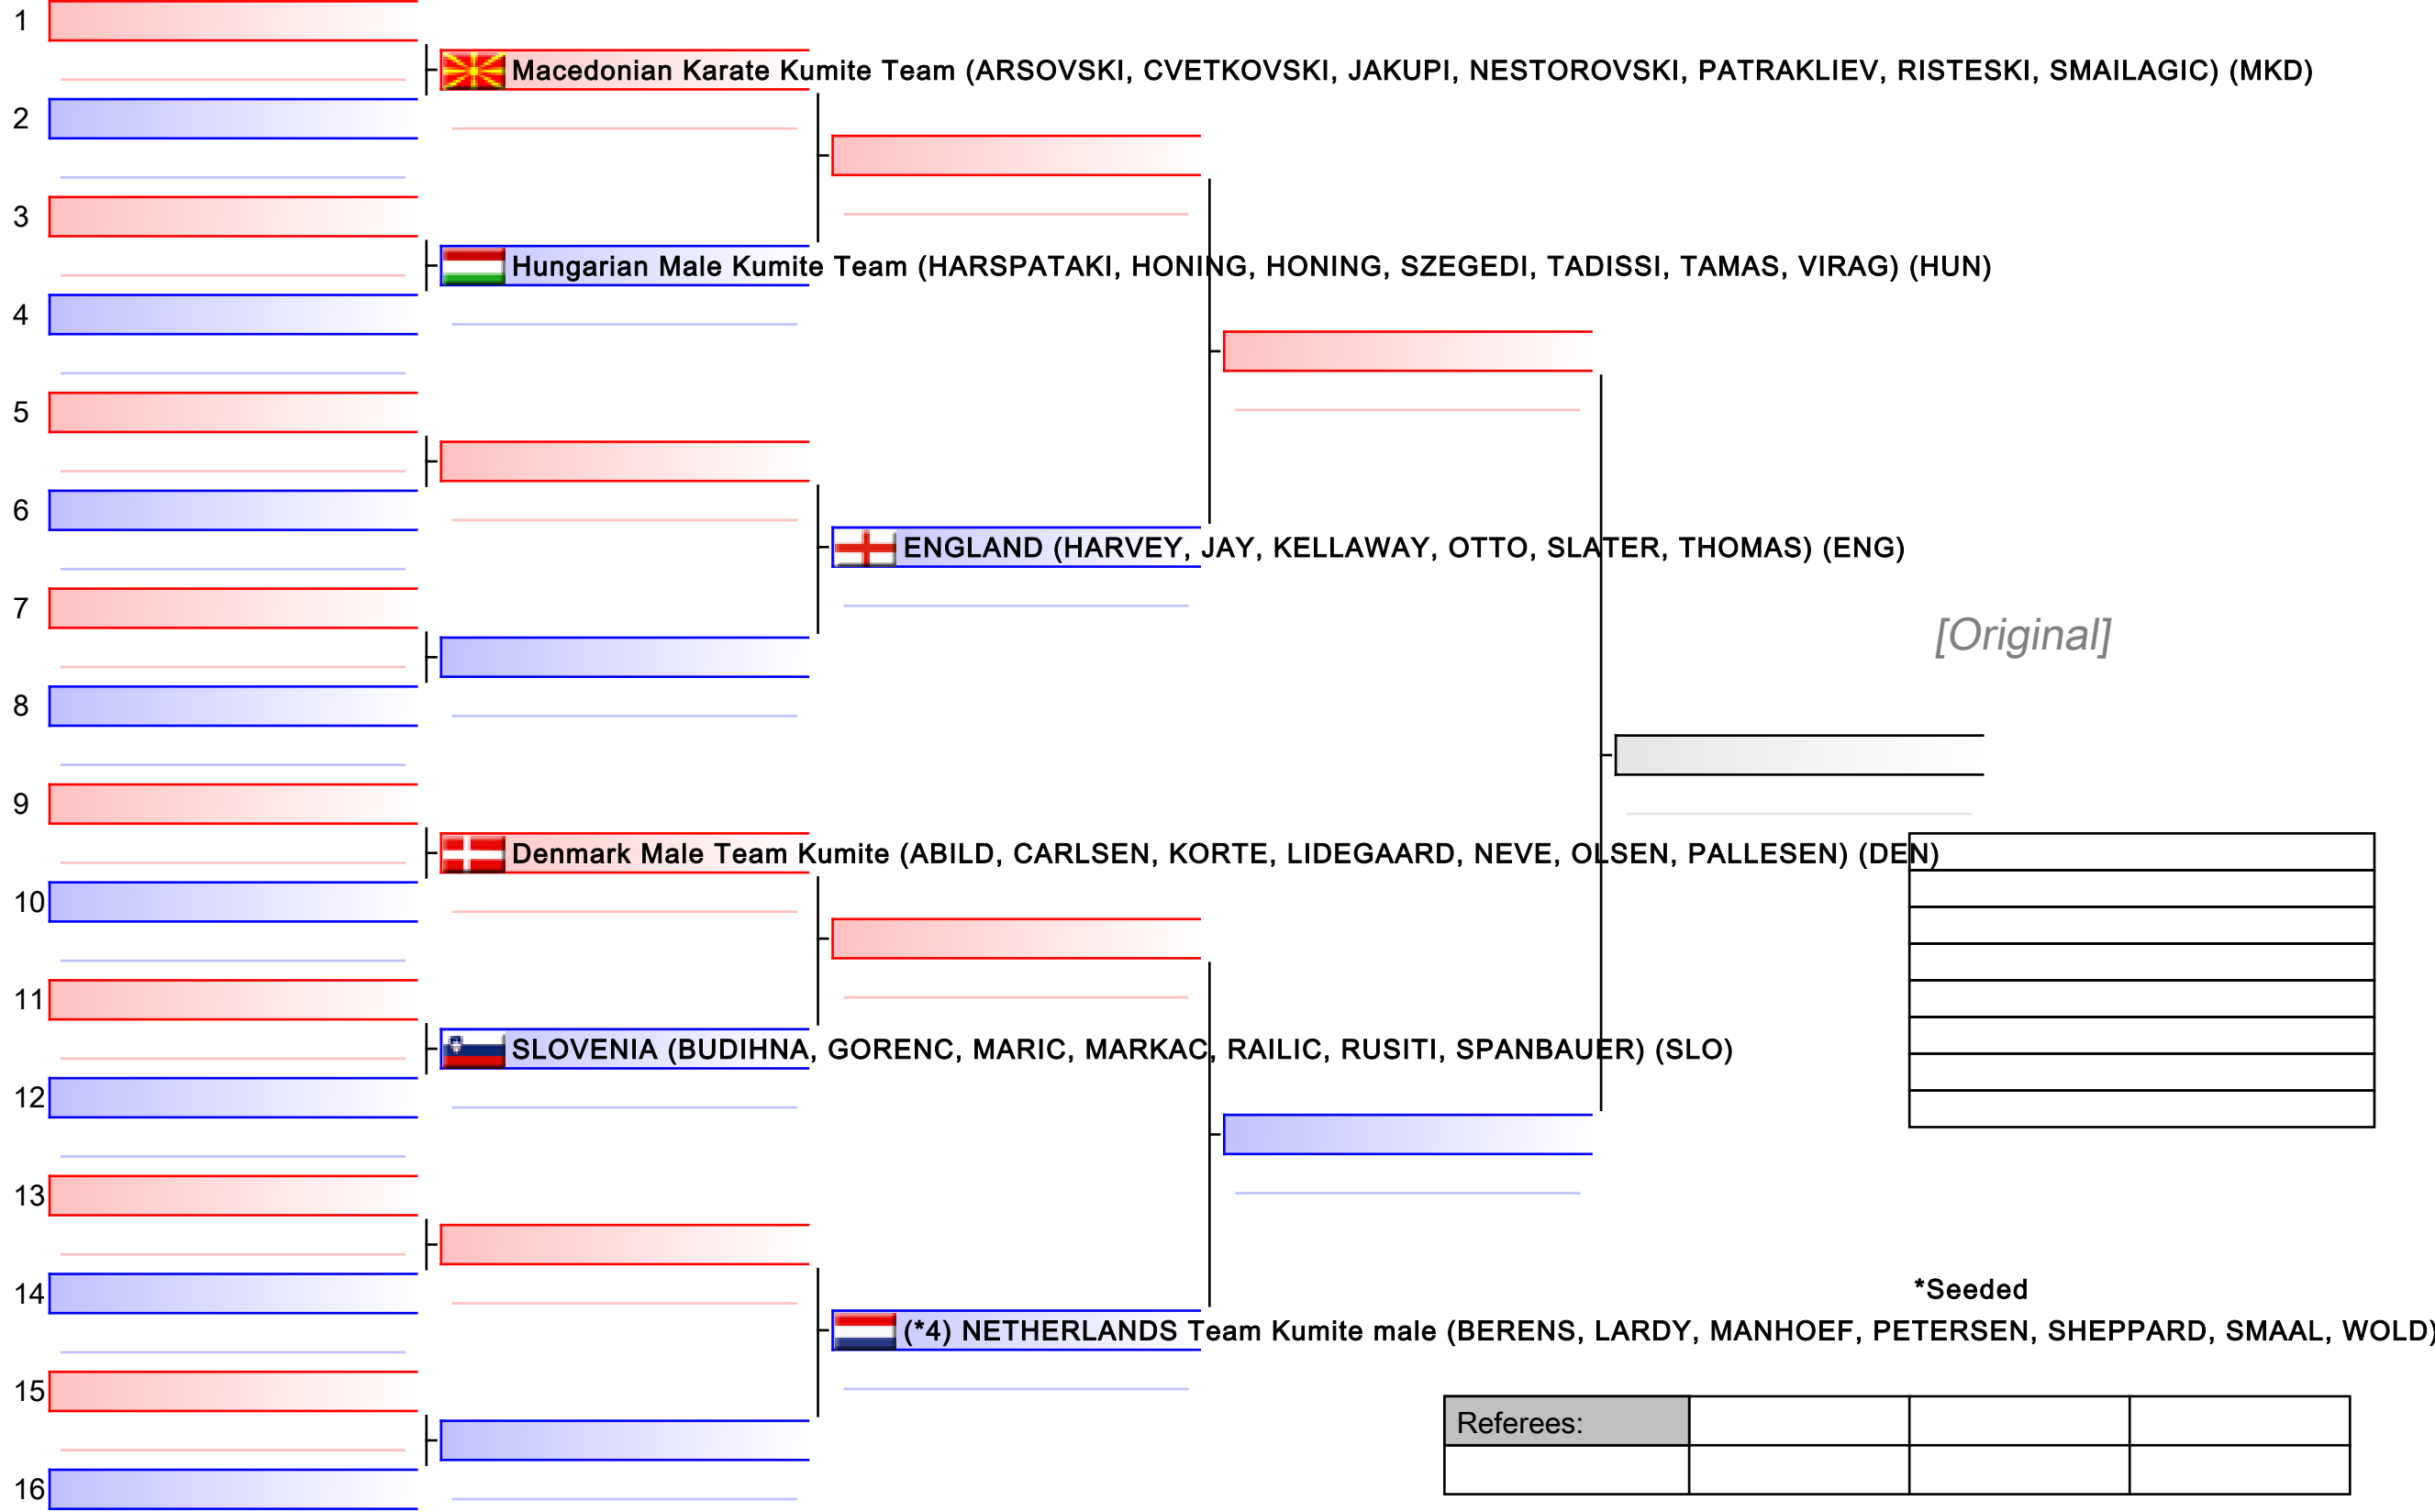 1
Macedonian Karate Kumite Team (ARSOVSKI, CVETKOVSKI, JAKUPI, NESTOROVSKI, PATRAKLIEV, RISTESKI, SMAILAGIC) (MKD)
2
3
Hungarian Male Kumite Team (HARSPATAKI, HONING, HONING, SZEGEDI, TADISSI, TAMAS, VIRAG) (HUN)
4
5
6
ENGLAND (HARVEY, JAY, KELLAWAY, OTTO, SLATER, THOMAS) (ENG)
7
[Original]
8
9
Denmark Male Team Kumite (ABILD, CARLSEN, KORTE, LIDEGAARD, NEVE, OLSEN, PALLESEN) (DEN)
10
11
SLOVENIA (BUDIHNA, GORENC, MARIC, MARKAC, RAILIC, RUSITI, SPANBAUER) (SLO)
12
13
14
*Seeded
(*4) NETHERLANDS Team Kumite male (BERENS, LARDY, MANHOEF, PETERSEN, SHEPPARD, SMAAL, WOLD)
15
Referees:
16